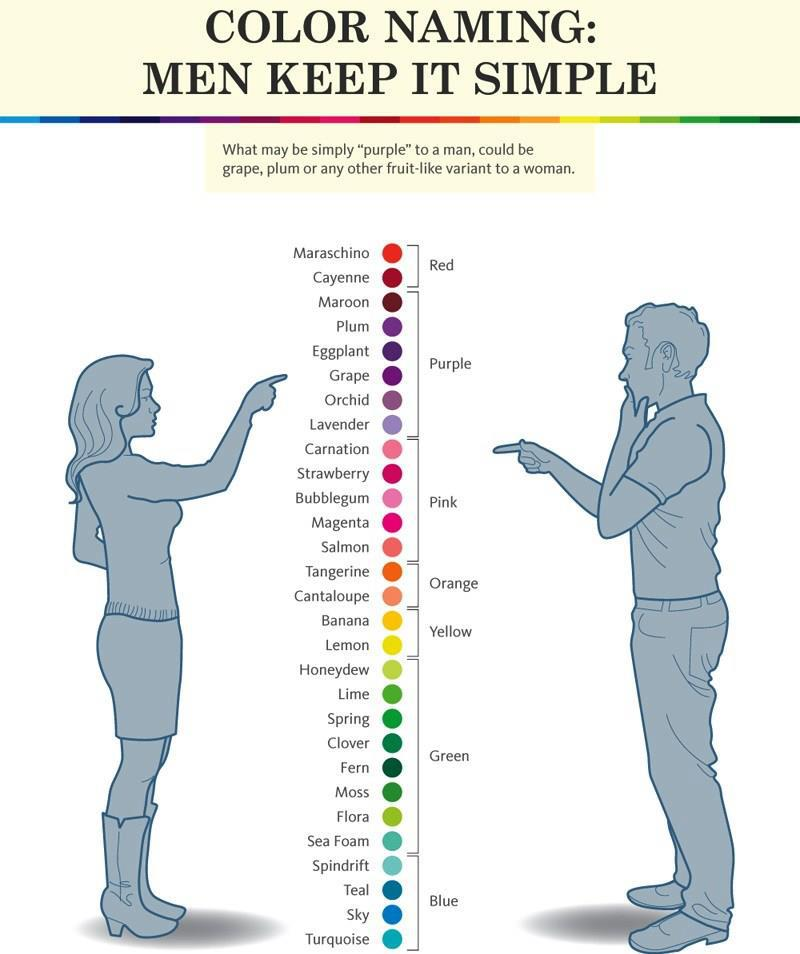 COLOR NAMING:
MEN KEEP IT SIMPLE
What may be simply “purple” to a man, could be
grape, plum or any other fruit-like variant to a woman.
Maraschino
Cayenne
Red
Maroon
Plum
Eggplant
Grape
Orchid
Lavender
Purple
Carnation
Strawberry
Bubblegum
Magenta
Salmon
Pink
Tangerine
Cantaloupe
Orange
Banana
Lemon
Yellow
Honeydew
Lime
Spring
Clover
Fern
Moss
Flora
Sea Foam
Green
Spindrift
Teal
Sky
Turquoise
Blue